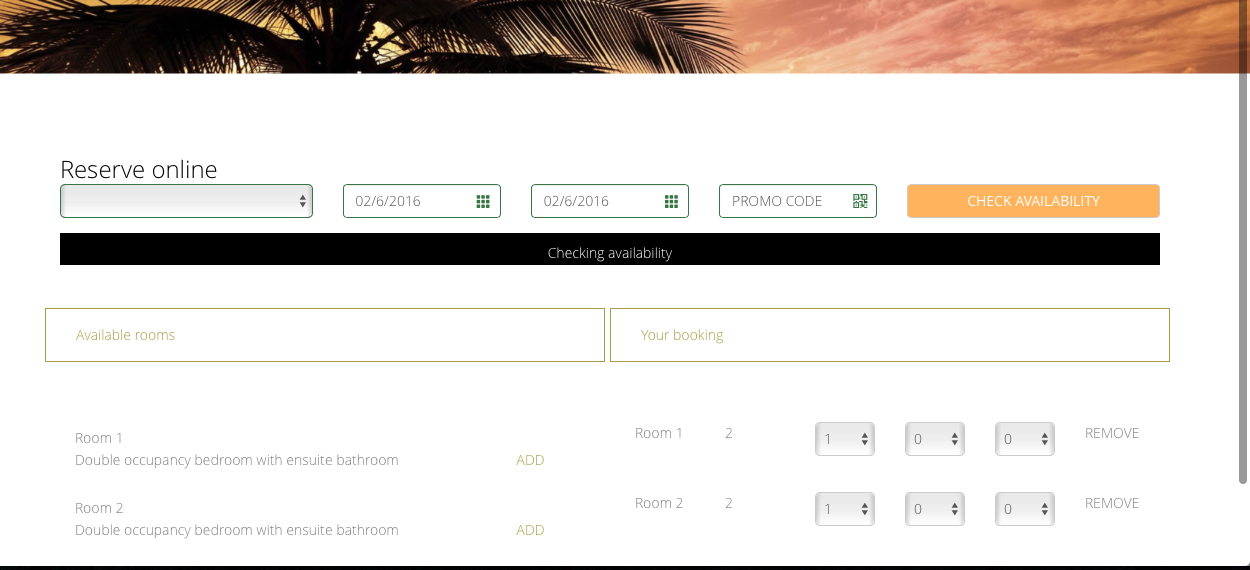 Reserve online
02/6/2016
02/6/2016
PROMO CODE
CHECK AVAILABILITY
Checking availability
Available rooms
Your booking
Room 1
Double occupancy bedroom with ensuite bathroom
ADD
Room 2
Double occupancy bedroom with ensuite bathroom
ADD
Room 1 2 1 0 0 REMOVE
Room 2 2 1 0 0 REMOVE